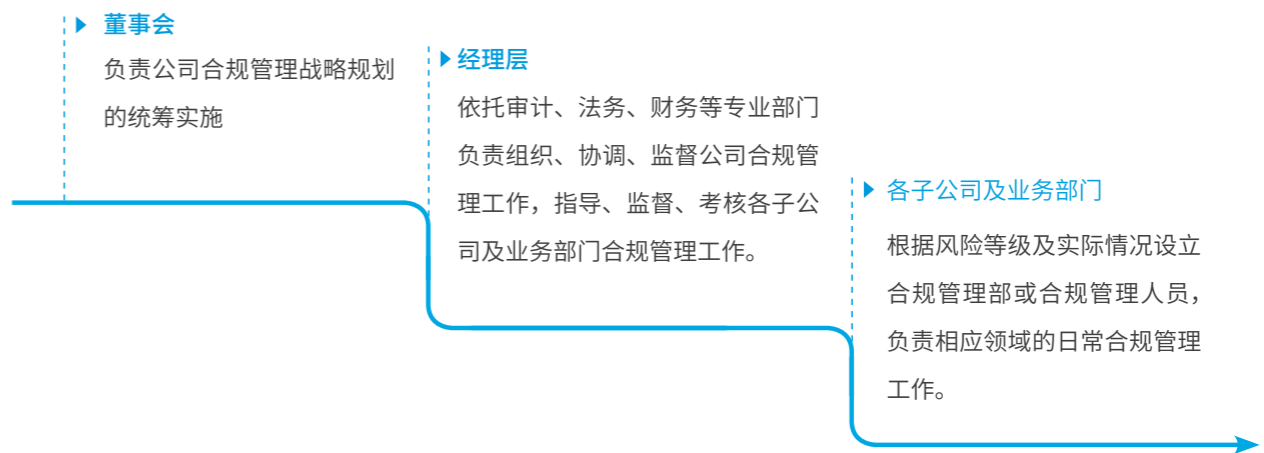 董事会
负责公司合规管理战略规划
的统筹实施
经理层
依托审计、法务、财务等专业部门
负责组织、协调、监督公司合规管
理工作，指导、监督、考核各子公
司及业务部门合规管理工作。
各子公司及业务部门
根据风险等级及实际情况设立
合规管理部或合规管理人员，
负责相应领域的日常合规管理
工作。